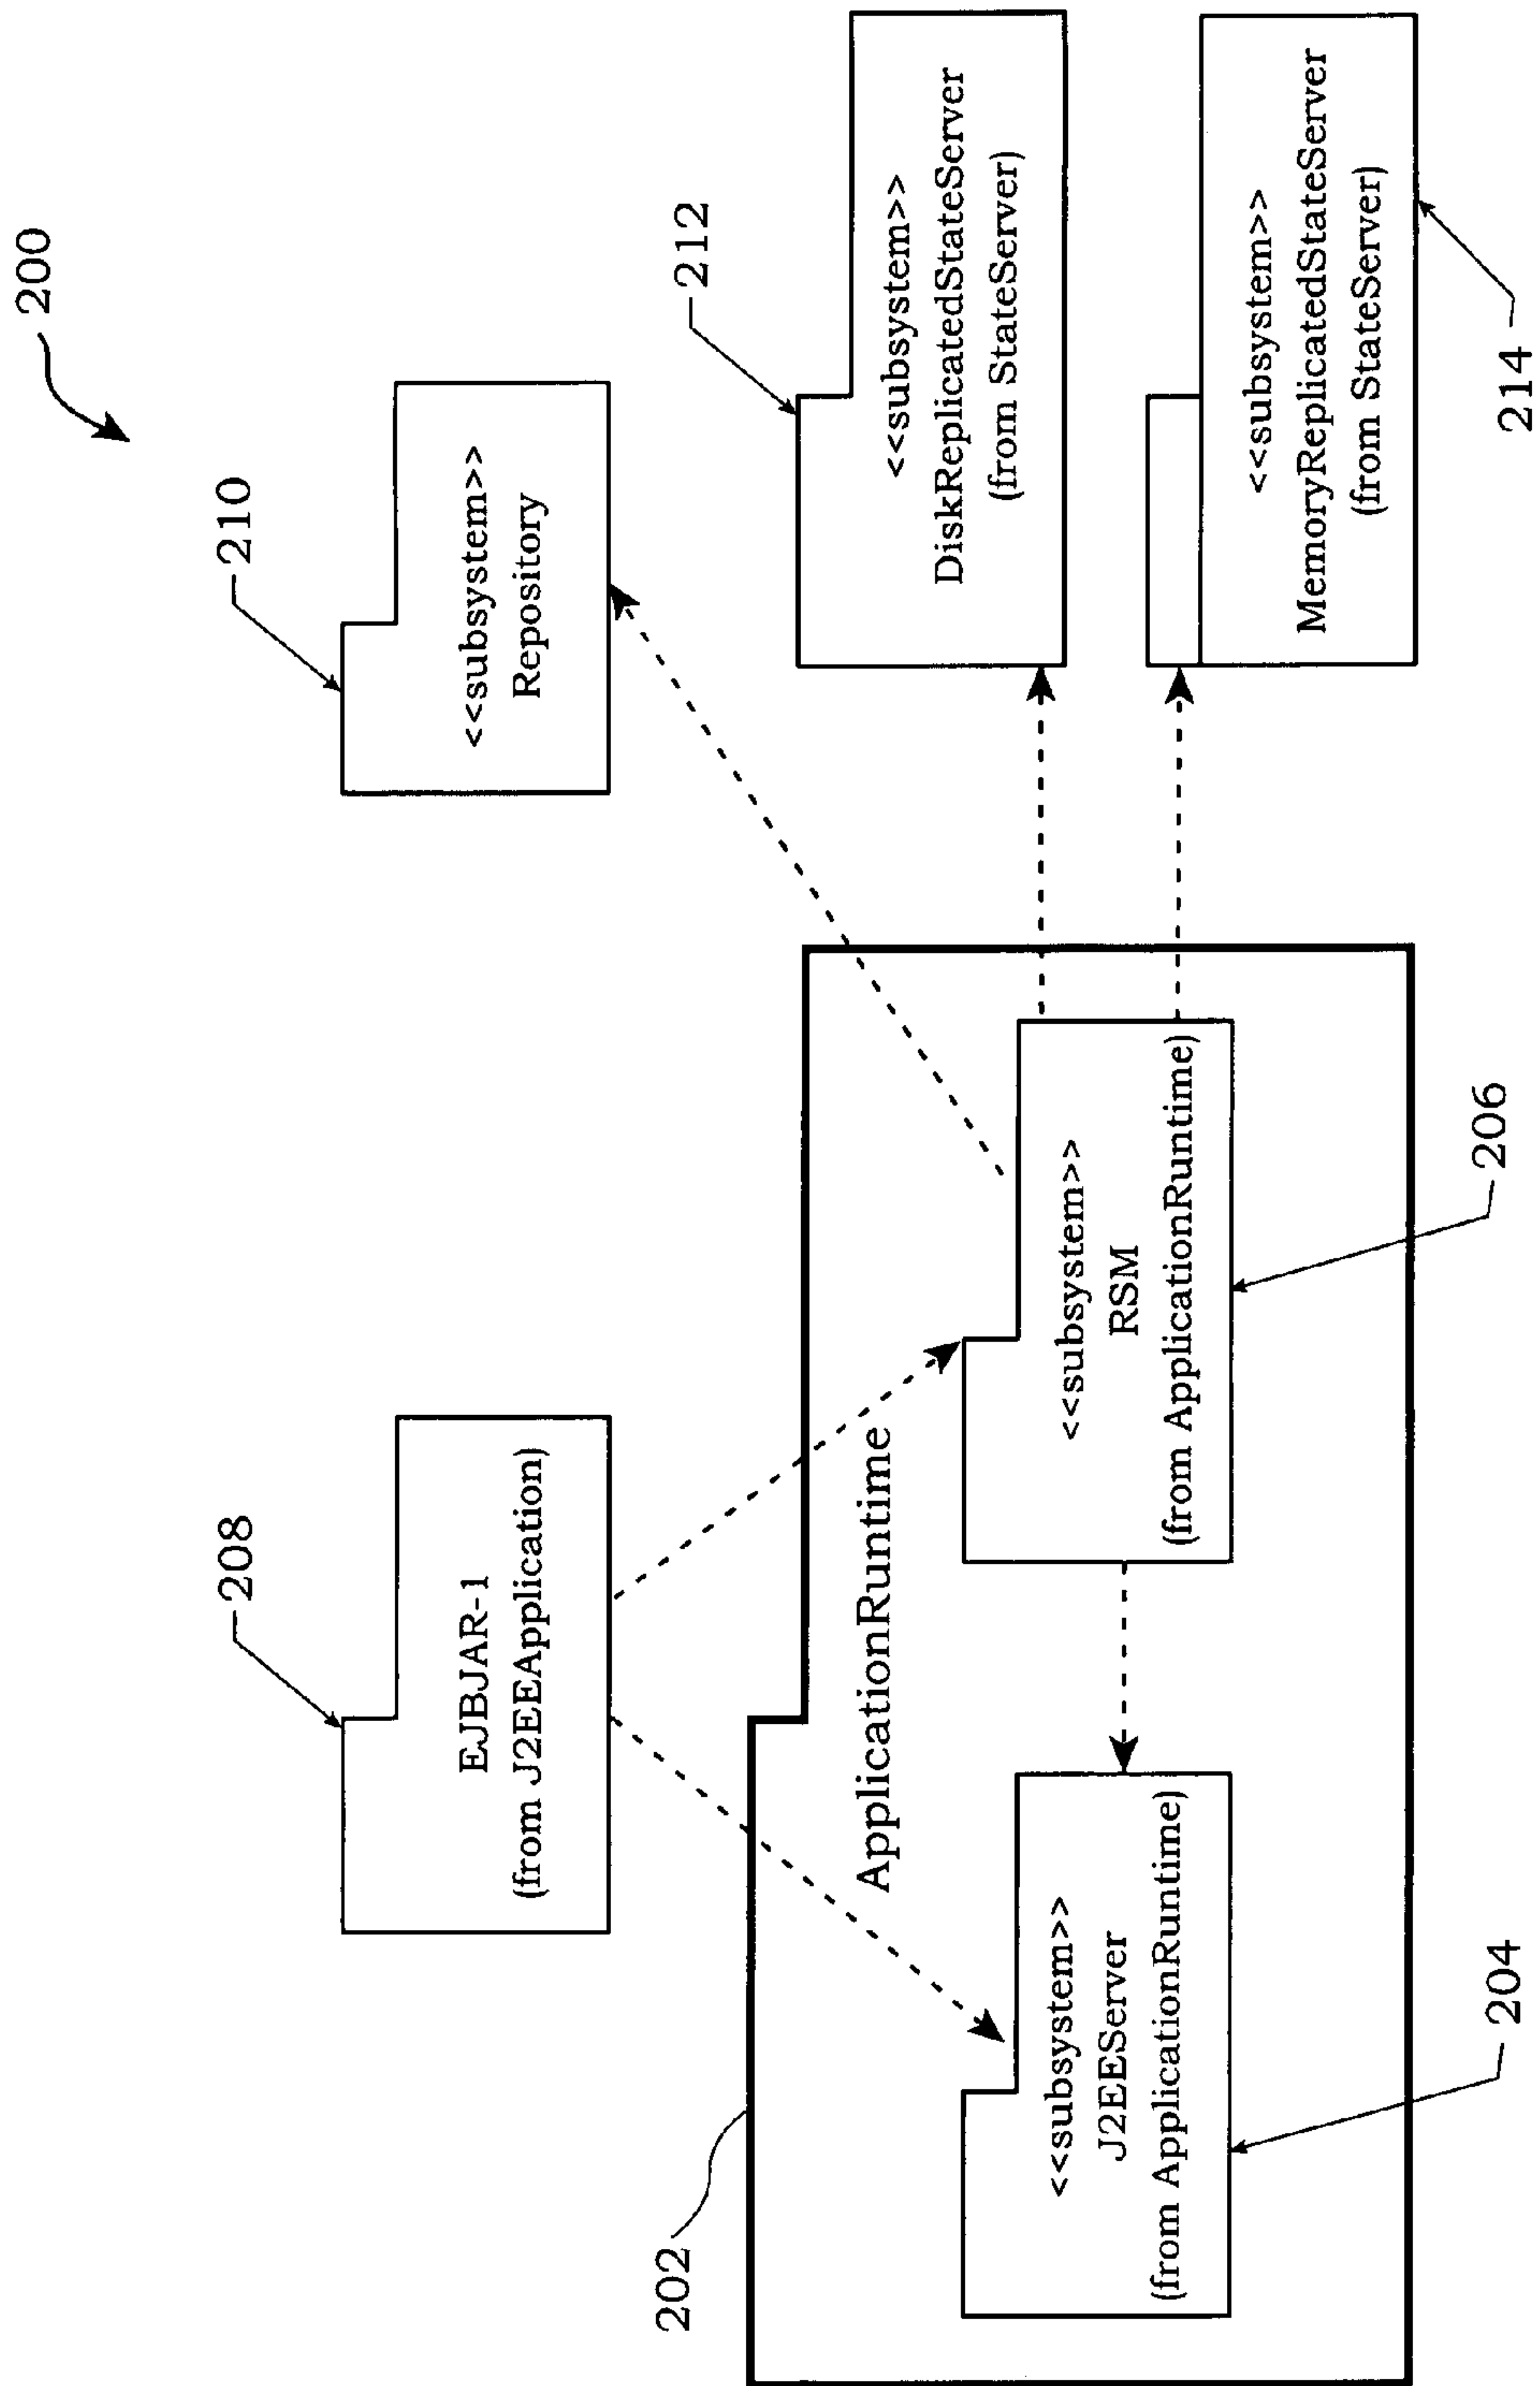 200
208
210
EJBJAR-1
(from J2EEApplication)
<<subsystem>>
Repository
202
212
ApplicationRuntime
<<subsystem>>
DiskReplicatedStateServer
(from StateServer)
<<subsystem>>
J2EEServer
(from ApplicationRuntime)
<<subsystem>>
RSM
(from ApplicationRuntime)
<<subsystem>>
MemoryReplicatedStateServer
(from StateServer)
204
206
214